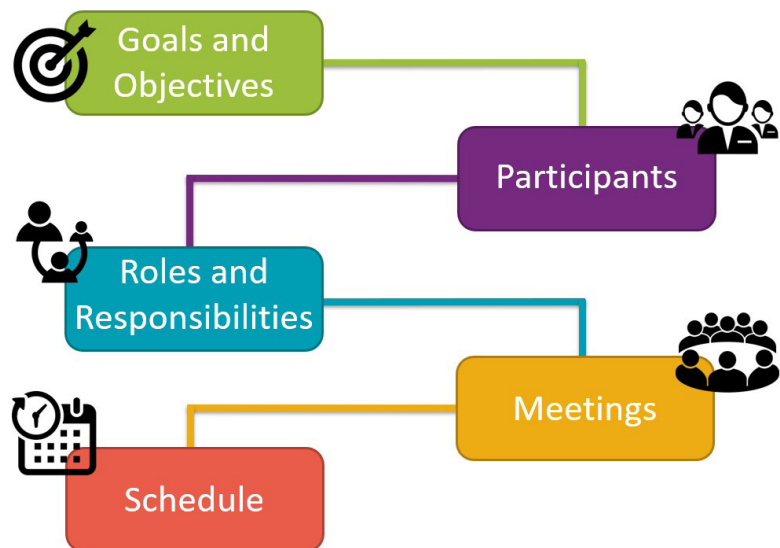 Goals and
Objectives
Participants
Roles and
Responsibilities
Meetings
Schedule